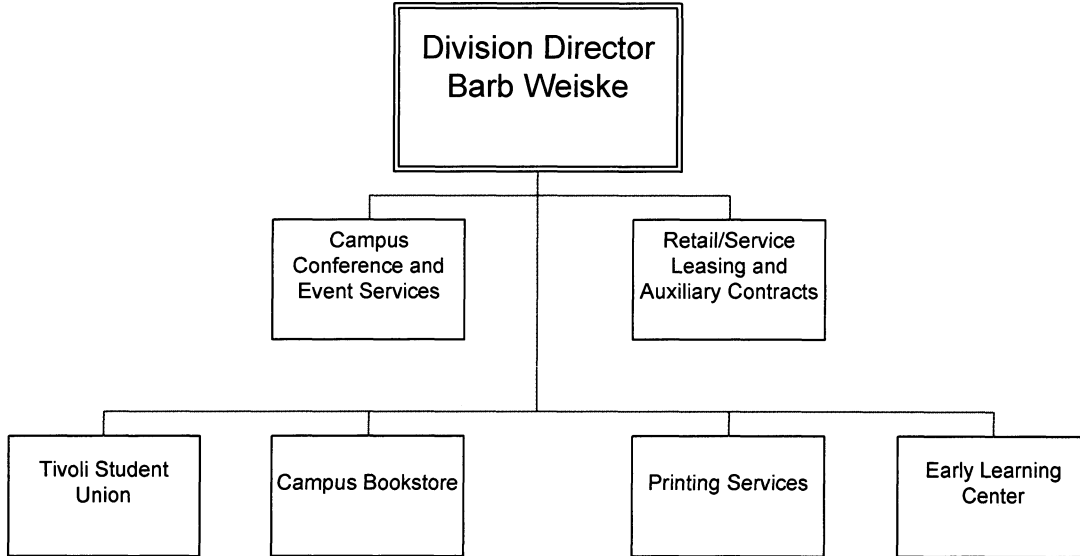 Division Director
Barb Weiske
Campus
Conference and
Event Services
Retail/Service
Leasing and
Auxiliary Contracts
Tivoli Student
Union
Campus Bookstore
Printing Services
Early Learning
Center